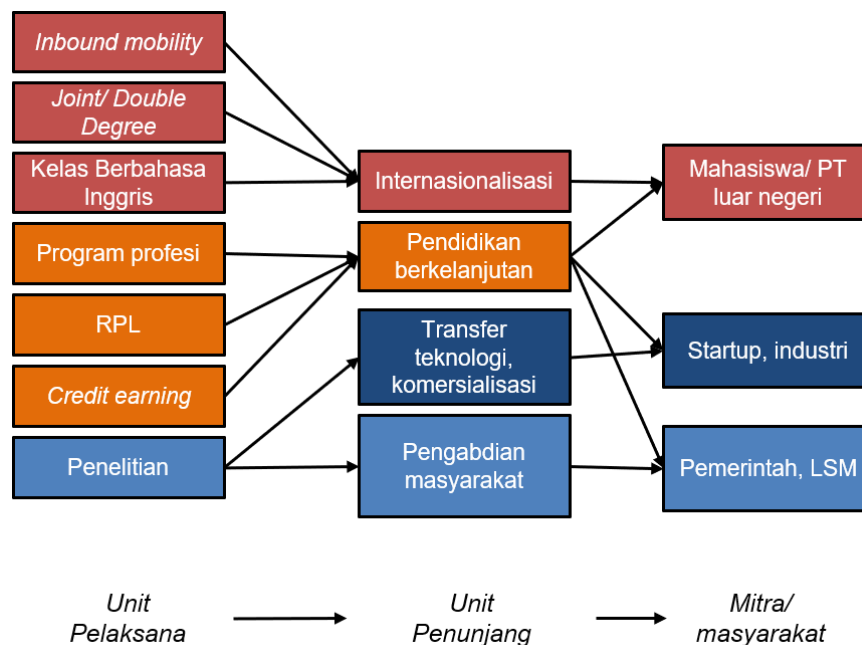 Inbound mobility
Joint/ Double
Degree
Kelas Berbahasa
Inggris
Program profesi
RPL
Credit earning
Penelitian
Internasionalisasi
Pendidikan
berkelanjutan
Transfer
teknologi,
komersialisasi
Pengabdian
masyarakat
Mahasiswa/ PT
luar negeri
Startup, industri
Pemerintah, LSM
Unit
Pelaksana
Unit
Penunjang
Mitra/
masyarakat